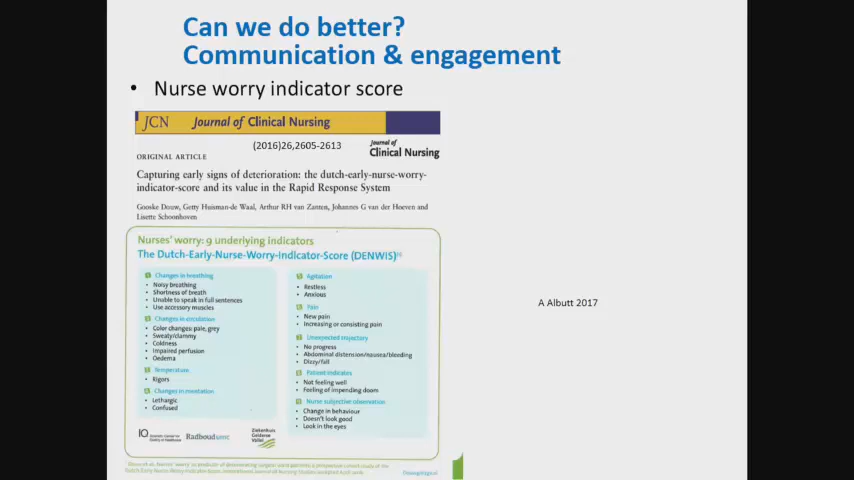 Can we do better?
Communication & engagement
• Nurse worry indicator score
JCN Journal of Clinical Nursing
(2016)26,2605-2613
Journal of
Clinical Nursing
ORIGINAL ARTICLE
Capturing early signs of deterioration: the dutch-early-nurse-worry-
indicator-score and its value in the Rapid Response System
Gooske Douw, Getty Huisman-de Waal, Arthur RH van Zanten, Johannes G van der Hoeven and
Lisette Schoonhoven
Nurses' worry: 9 underlying indicators
The Dutch-Early-Nurse-Worry-Indicator-Score (DENWIS)
Changes in breathing
• Noisy breathing
• Shortness of breath
• Unable to speak in full sentences
• Use accessory muscles
Changes in circulation
• Color changes: pale, grey
• Sweaty/clammy
• Coldness
• Impaired perfusion
• Oedema
Temperature
• Rigors
Changes in mentation
• Lethargic
• Confused
Agitation
• Restless
• Anxious
Pain
• New pain
• Increasing or consisting pain
Unexpected trajectory
• No progress
• Abdominal distension/nausea/bleeding
• Dizzy/fall
Patient indicates
• Not feeling well
• Feeling of impending doom
Nurse subjective observation
• Change in behaviour
• Doesn't look good
• Look in the eyes
IQ
Radboudumc
Ziekenhuis
Gelderse
Vallei
A Albutt 2017